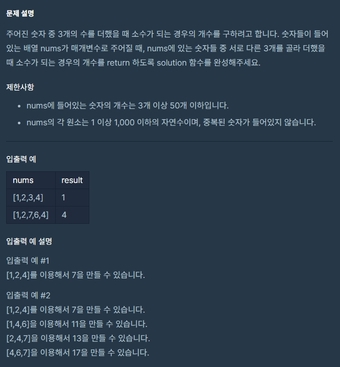 문제 설명
주어진 숫자 중 3개의 수를 더했을 때 소수가 되는 경우의 개수를 구하려고 합니다. 숫자들이 들어
있는 배열 nums가 매개변수로 주어질 때, nums에 있는 숫자들 중 서로 다른 3개를 골라 더했을
때 소수가 되는 경우의 개수를 return 하도록 solution 함수를 완성해주세요.
제한사항
• nums에 들어있는 숫자의 개수는 3개 이상 50개 이하입니다.
• nums의 각 원소는 1 이상 1,000 이하의 자연수이며, 중복된 숫자가 들어있지 않습니다.
입출력 예
nums result
[1,2,3,4] 1
[1,2,7,6,4] 4
입출력 예 설명
입출력 예 #1
[1,2,4]를 이용해서 7을 만들 수 있습니다.
입출력 예 #2
[1,2,4]를 이용해서 7을 만들 수 있습니다.
[1,4,6]을 이용해서 11을 만들 수 있습니다.
[2,4,7]을 이용해서 13을 만들 수 있습니다.
[4,6,7]을 이용해서 17을 만들 수 있습니다.